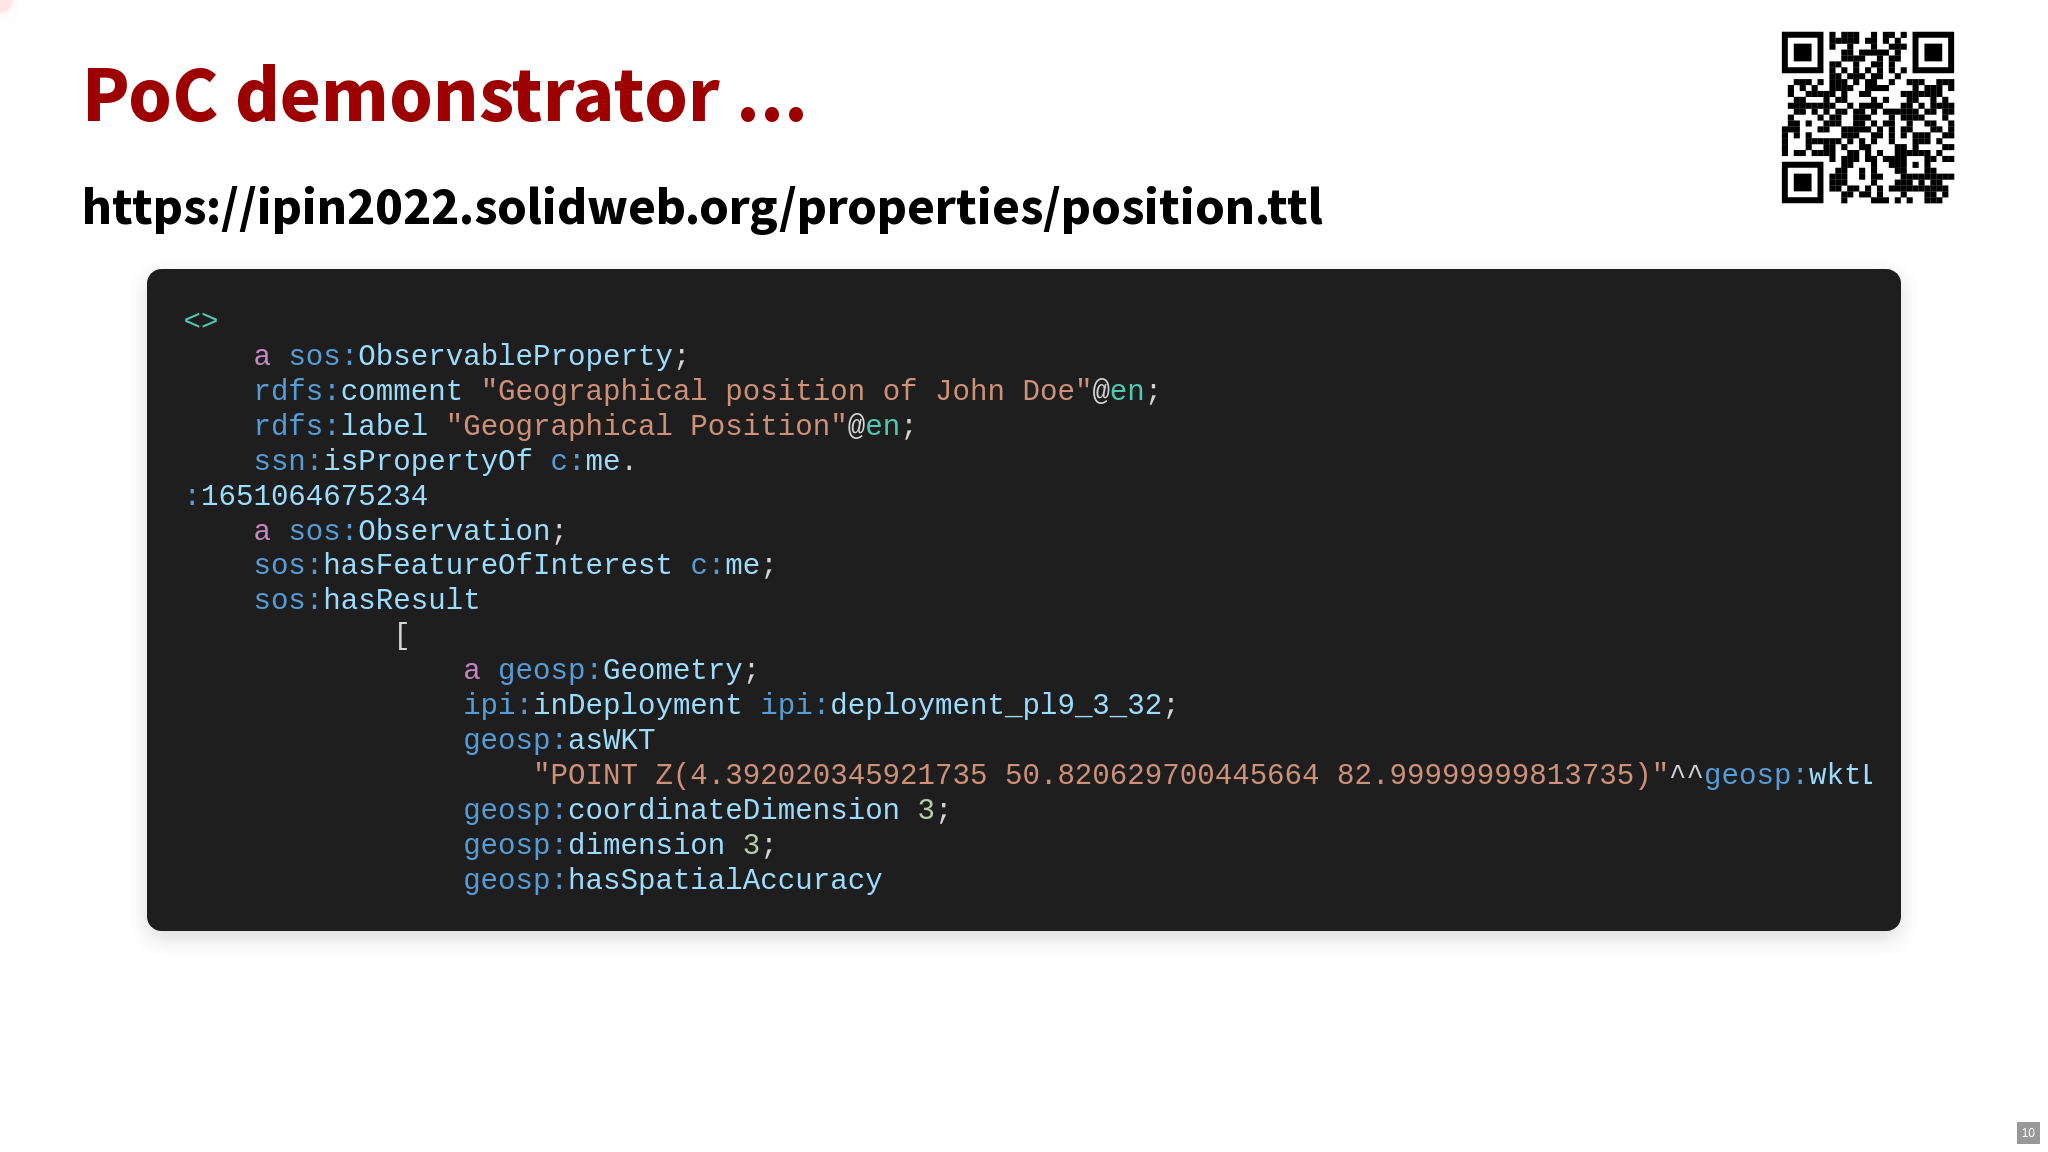 PoC demonstrator ...
https://ipin2022.solidweb.org/properties/position.ttl
<>
    a sos:ObservableProperty;
    rdfs:comment "Geographical position of John Doe"@en;
    rdfs:label "Geographical Position"@en;
    ssn:isPropertyOf c:me.
:1651064675234
    a sos:Observation;
    sos:hasFeatureOfInterest c:me;
    sos:hasResult
            [
                a geosp:Geometry;
                ipi:inDeployment ipi:deployment_pl9_3_32;
                geosp:asWKT
                    "POINT Z(4.392020345921735 50.820629700445664 82.99999999813735)"^^geosp:wktL
                geosp:coordinateDimension 3;
                geosp:dimension 3;
                geosp:hasSpatialAccuracy
10